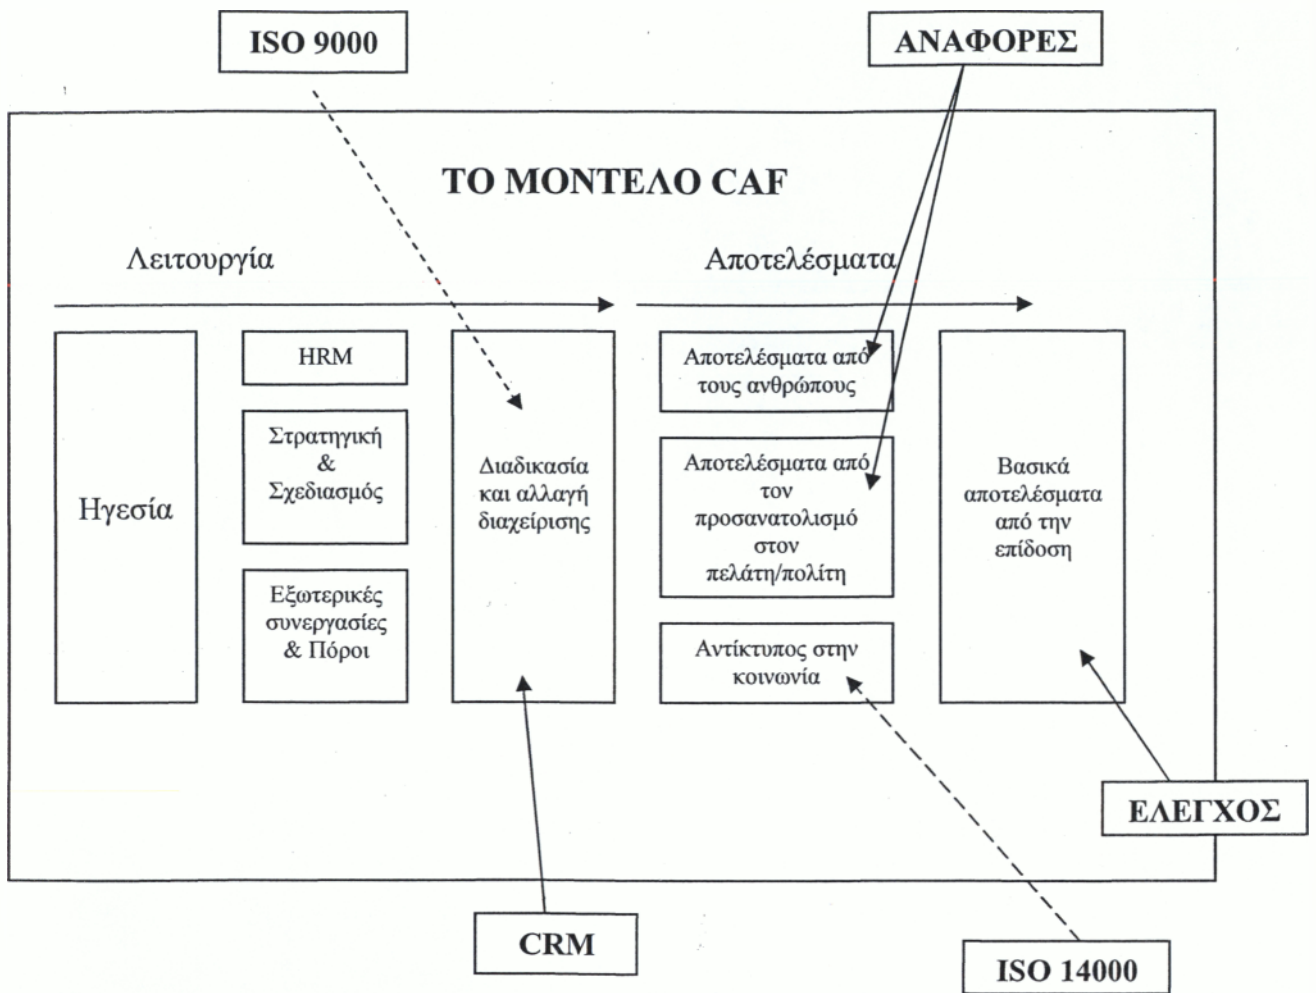 ISO 9000
ΑΝΑΦΟΡΕΣ
ΤΟ ΜΟΝΤΕΛΟ CAF
Λειτουργία
Αποτελέσματα
Ηγεσία
HRM
Στρατηγική
&
Σχεδιασμός
Εξωτερικές
συνεργασίες
& Πόροι
Διαδικασία
και αλλαγή
διαχείρισης
Αποτελέσματα από
τους ανθρώπους
Αποτελέσματα από
τον
προσανατολισμό
στον
πελάτη/πολίτη
Αντίκτυπος στην
κοινωνία
Βασικά
αποτελέσματα
από την
επίδοση
ΕΛΕΓΧΟΣ
CRM
ISO 14000